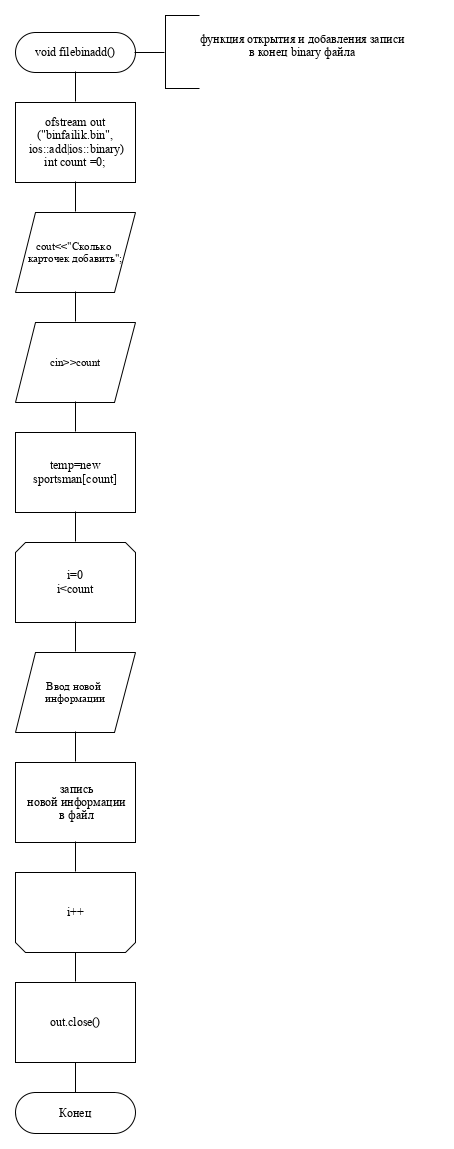 void filebinadd()
функция открытия и добавления записи
в конец binary файла
ofstream out
("binfailik.bin",
ios::add|ios::binary)
int count =0;
cout<<"Сколько
карточек добавить";
cin>>count
temp=new
sportsman[count]
i=0
i<count
Ввод новой
информации
запись
новой информации
в файл
i++
out.close()
Конец